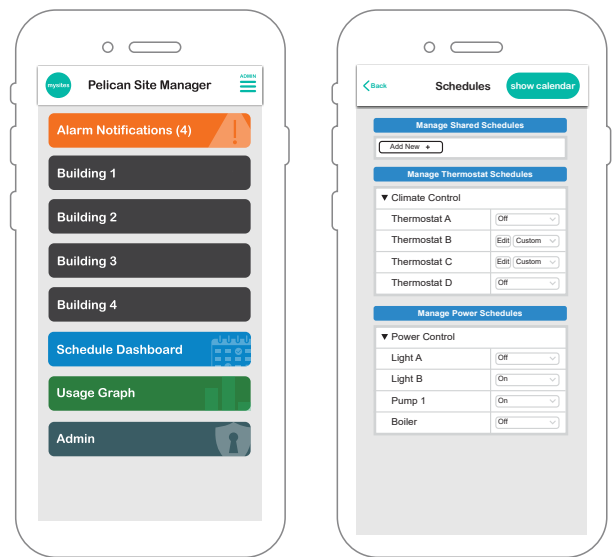 mysites
Pelican Site Manager
ADMIN
Alarm Notifications (4)
Building 1
Building 2
Building 3
Building 4
Schedule Dashboard
Usage Graph
Admin
Back
Schedules
show calendar
Manage Shared Schedules
Add New +
Manage Thermostat Schedules
▼ Climate Control
Thermostat A Off
Thermostat B Edit Custom
Thermostat C Edit Custom
Thermostat D Off
Manage Power Schedules
▼ Power Control
Light A Off
Light B On
Pump 1 On
Boiler Off